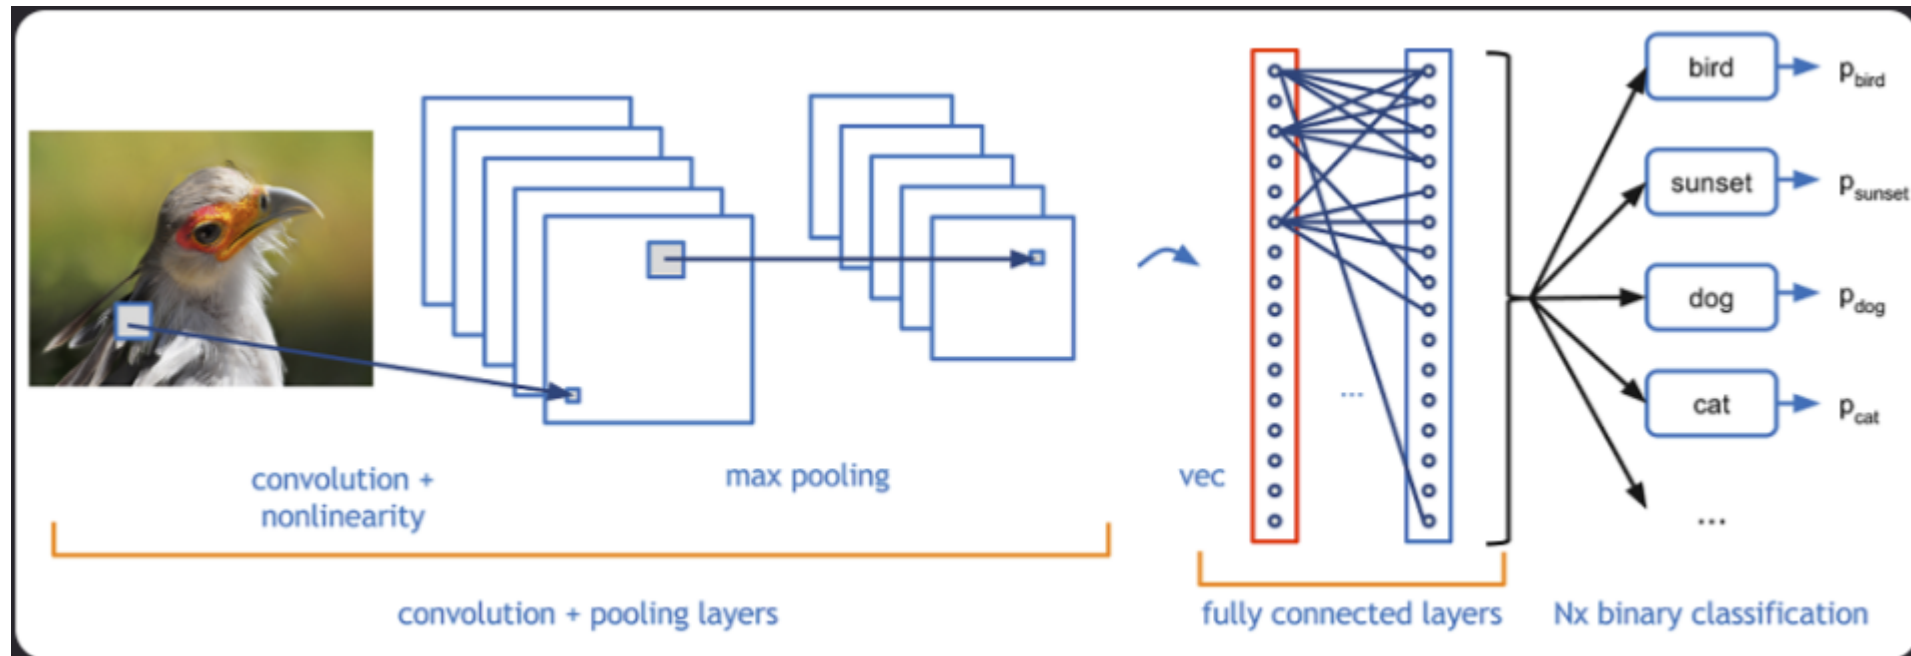 bird
p_bird
sunset
p_sunset
dog
p_dog
cat
p_cat
...
...
convolution +
nonlinearity
max pooling
vec
convolution + pooling layers
fully connected layers
Nx binary classification